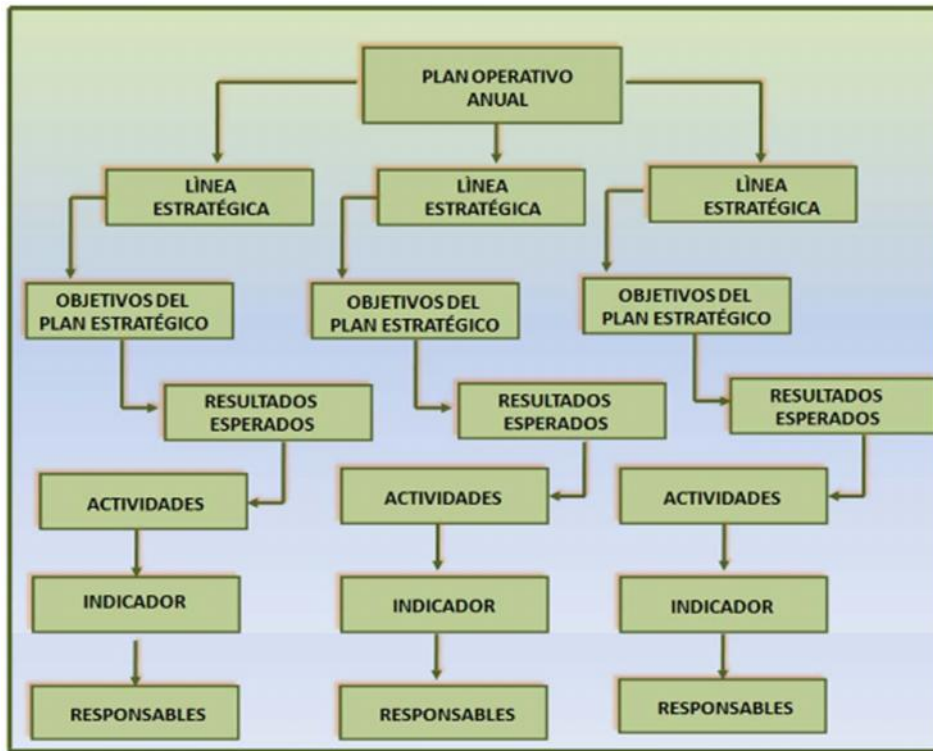 PLAN OPERATIVO
ANUAL
LÌNEA
ESTRATÉGICA
LÌNEA
ESTRATÉGICA
LÌNEA
ESTRATÉGICA
OBJETIVOS DEL
PLAN ESTRATÉGICO
OBJETIVOS DEL
PLAN ESTRATÉGICO
OBJETIVOS DEL
PLAN ESTRATÉGICO
RESULTADOS
ESPERADOS
RESULTADOS
ESPERADOS
RESULTADOS
ESPERADOS
ACTIVIDADES
ACTIVIDADES
ACTIVIDADES
INDICADOR
INDICADOR
INDICADOR
RESPONSABLES
RESPONSABLES
RESPONSABLES